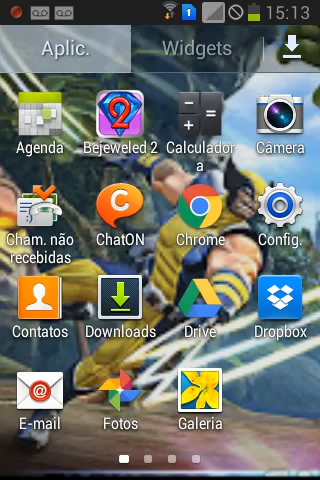 1
15:13
Aplic.
Widgets
Agenda
Bejeweled 2
Calculador
a
Câmera
Cham. não
recebidas
ChatON
Chrome
Config.
Contatos
Downloads
Drive
Dropbox
E-mail
Fotos
Galeria